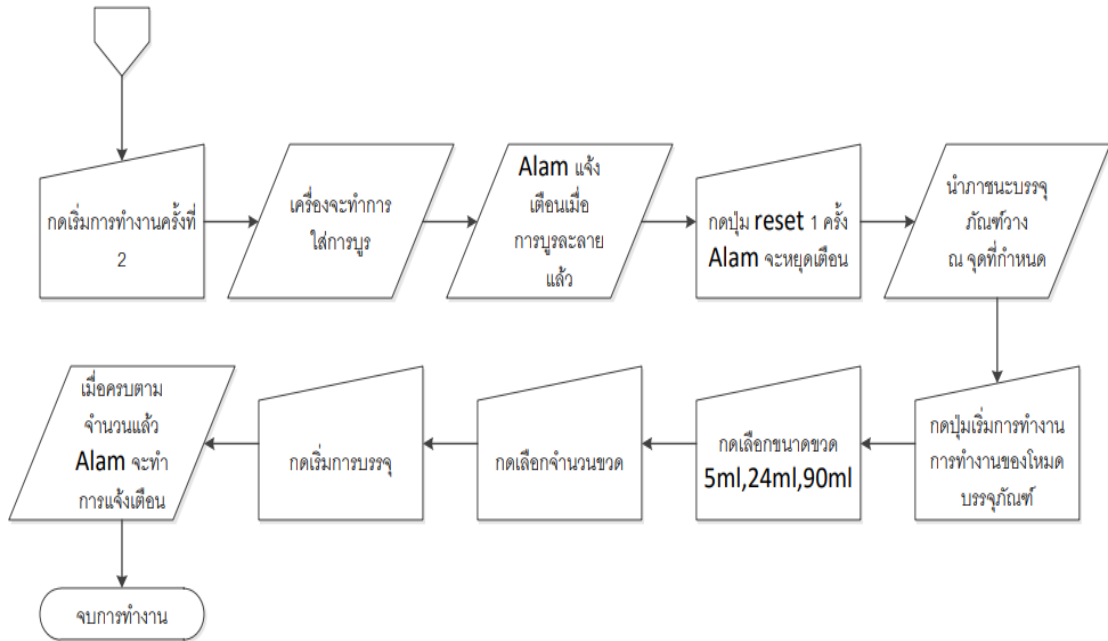 กดเริ่มการทำงานครั้งที่
2
เครื่องจะทำการ
ใส่การบูร
Alam แจ้ง
เตือนเมื่อ
การบูรละลาย
แล้ว
กดปุ่ม reset 1 ครั้ง
Alam จะหยุดเตือน
นำภาชนะบรรจุ
ภัณฑ์วาง
ณ จุดที่กำหนด
กดปุ่มเริ่มการทำงาน
การทำงานของโหมด
บรรจุภัณฑ์
กดเลือกขนาดขวด
5ml,24ml,90ml
กดเลือกจำนวนขวด
กดเริ่มการบรรจุ
เมื่อครบตาม
จำนวนแล้ว
Alam จะทำ
การแจ้งเตือน
จบการทำงาน